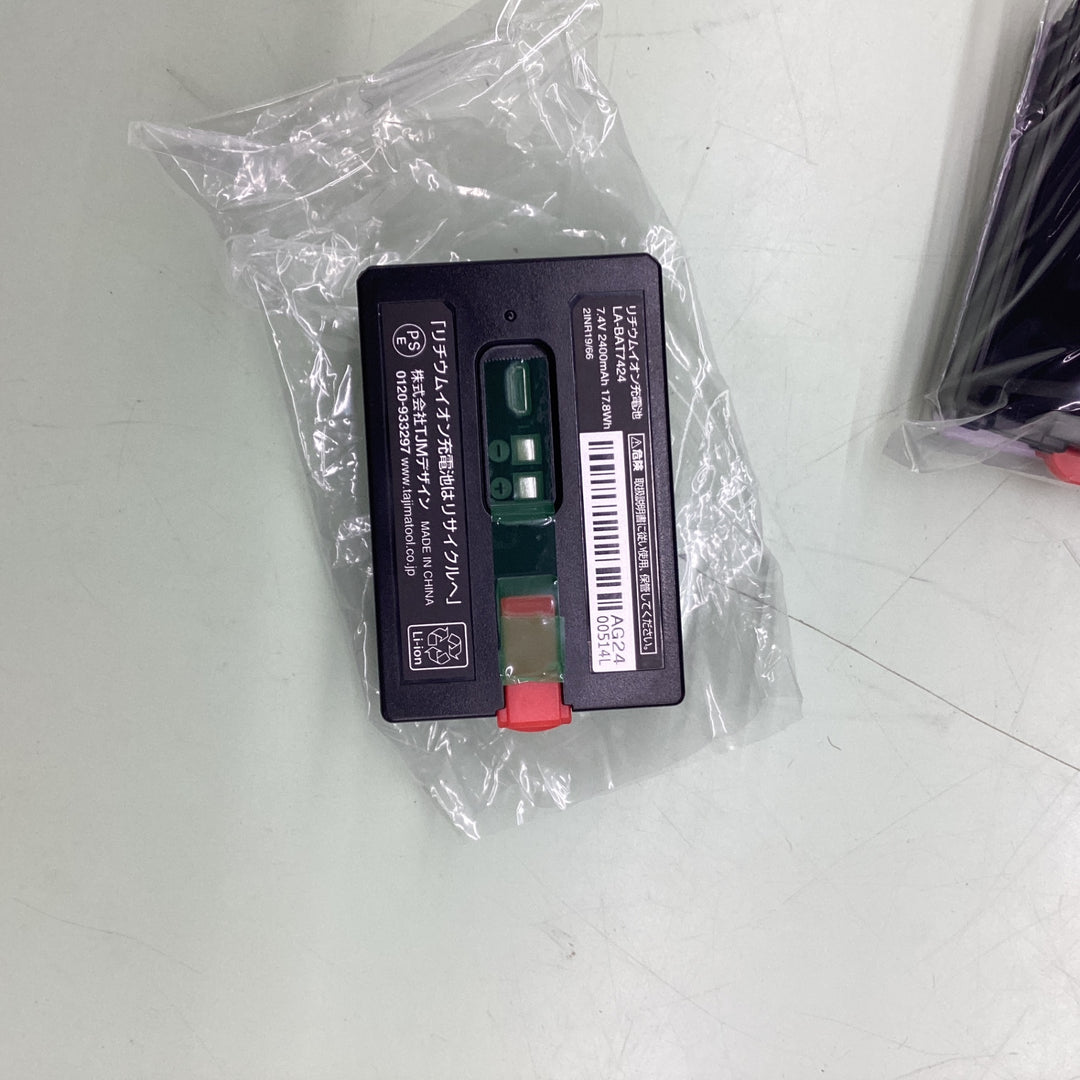 リチウムイオン充電池
LA-BAT7424
7.4V 2400mAh 17.8Wh
2INR19/66
⚠危険 取扱説明書に従い使用、保管してください。
AG24
00514L
－
＋
「リチウムイオン充電池はリサイクルへ」
PS
E
株式会社TJMデザイン MADE IN CHINA
0120-933297 www.tajimatool.co.jp
Li-ion